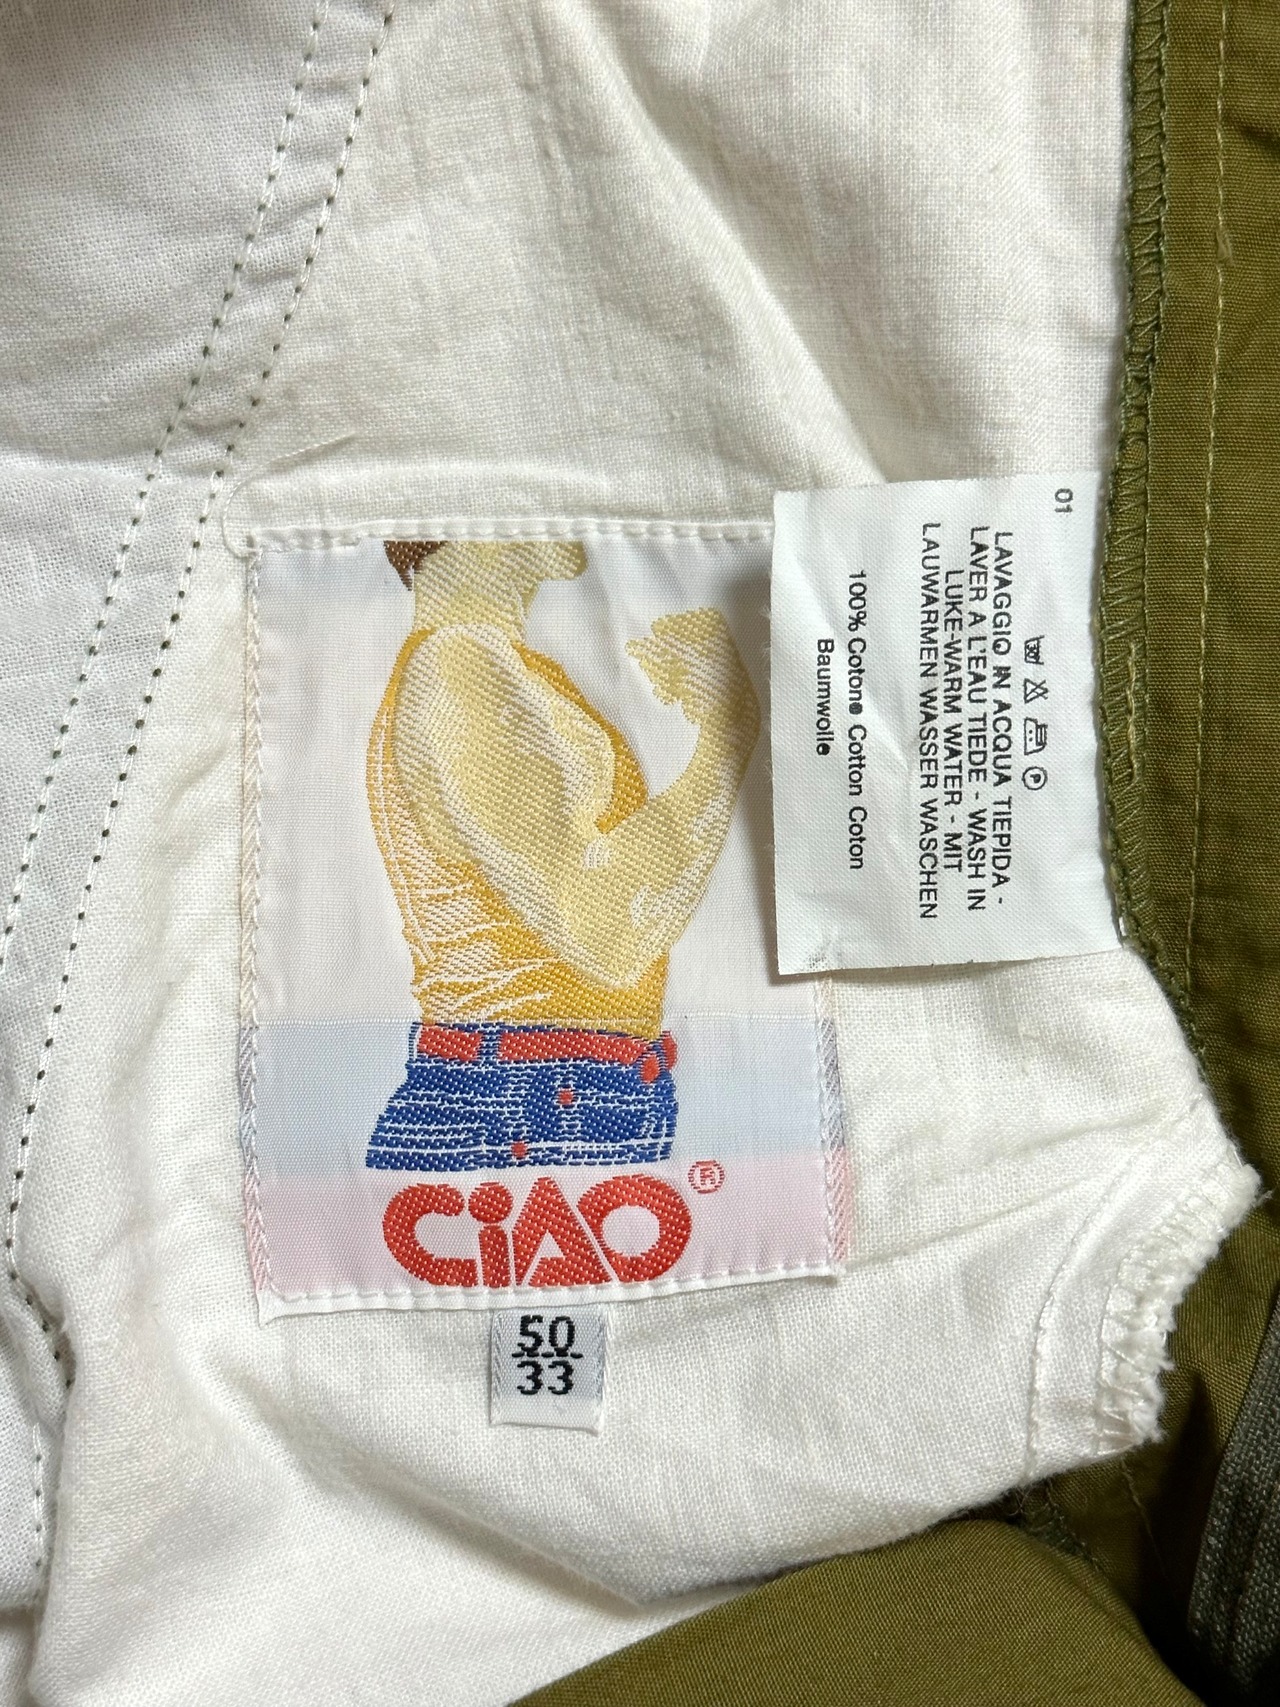 CiAO ®
50
33
01
30 P
LAVAGGIO IN ACQUA TIEPIDA -
LAVER A L'EAU TIEDE - WASH IN
LUKE-WARM WATER - MIT
LAUWARMEN WASSER WASCHEN
100% Cotone Cotton Coton
Baumwolle